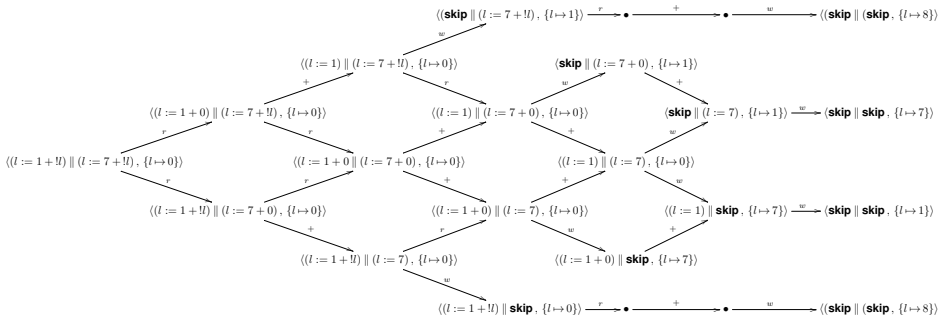 ⟨(skip ∥ (l := 7 + !l) , {l ↦ 1}⟩ r • + • w ⟨(skip ∥ (skip , {l ↦ 8}⟩
w
⟨(l := 1) ∥ (l := 7 + !l) , {l ↦ 0}⟩ ⟨skip ∥ (l := 7 + 0) , {l ↦ 1}⟩
+ r w +
⟨(l := 1 + 0) ∥ (l := 7 + !l) , {l ↦ 0}⟩ ⟨(l := 1) ∥ (l := 7 + 0) , {l ↦ 0}⟩ ⟨skip ∥ (l := 7) , {l ↦ 1}⟩ w ⟨skip ∥ skip , {l ↦ 7}⟩
r r + + w
⟨(l := 1 + !l) ∥ (l := 7 + !l) , {l ↦ 0}⟩ ⟨(l := 1 + 0 ∥ (l := 7 + 0) , {l ↦ 0}⟩ ⟨(l := 1) ∥ (l := 7) , {l ↦ 0}⟩
r r + + w
⟨(l := 1 + !l) ∥ (l := 7 + 0) , {l ↦ 0}⟩ ⟨(l := 1 + 0) ∥ (l := 7) , {l ↦ 0}⟩ ⟨(l := 1) ∥ skip , {l ↦ 7}⟩ w ⟨skip ∥ skip , {l ↦ 1}⟩
+ r w +
⟨(l := 1 + !l) ∥ (l := 7) , {l ↦ 0}⟩ ⟨(l := 1 + 0) ∥ skip , {l ↦ 7}⟩
w
⟨(l := 1 + !l) ∥ skip , {l ↦ 0}⟩ r • + • w ⟨(skip ∥ (skip , {l ↦ 8}⟩